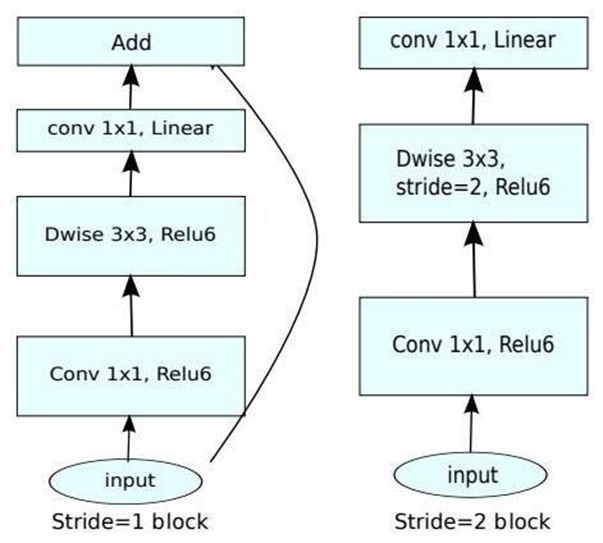 Add
conv 1x1, Linear
Dwise 3x3, Relu6
Conv 1x1, Relu6
input
Stride=1 block
conv 1x1, Linear
Dwise 3x3,
stride=2, Relu6
Conv 1x1, Relu6
input
Stride=2 block